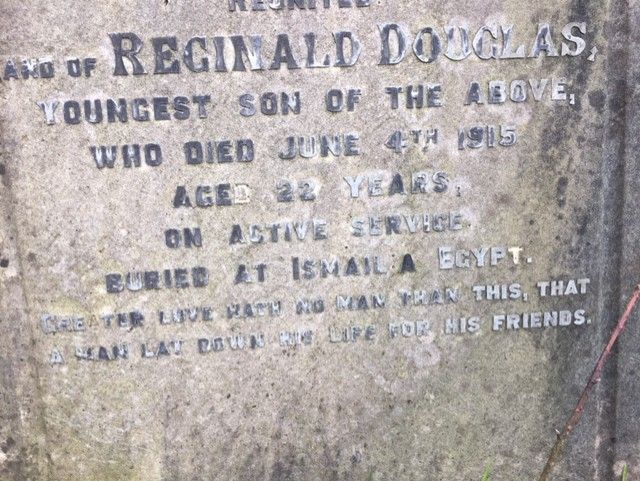 REUNITED
AND OF REGINALD DOUGLAS,
YOUNGEST SON OF THE ABOVE,
WHO DIED JUNE 4TH 1915
AGED 22 YEARS,
ON ACTIVE SERVICE.
BURIED AT ISMAILIA EGYPT.
GREATER LOVE HATH NO MAN THAN THIS, THAT
A MAN LAY DOWN HIS LIFE FOR HIS FRIENDS.